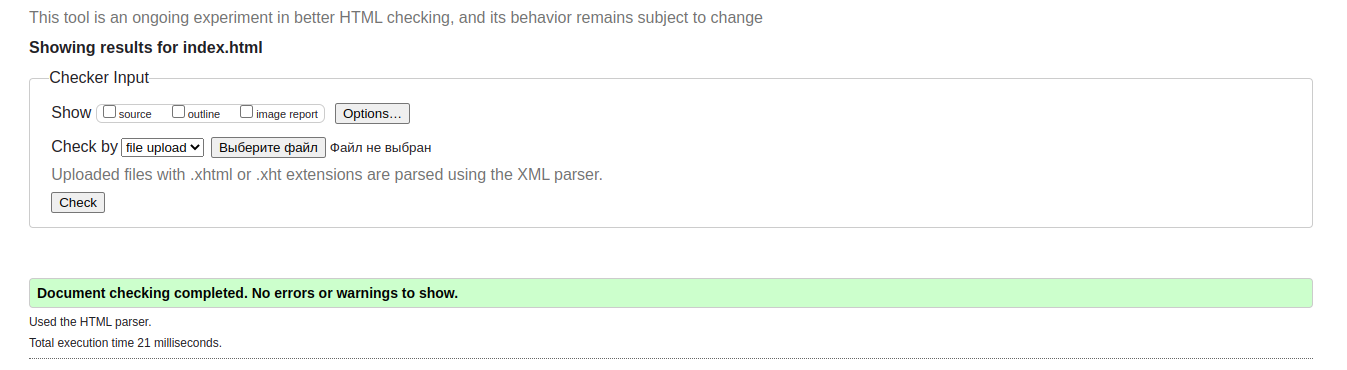 This tool is an ongoing experiment in better HTML checking, and its behavior remains subject to change
Showing results for index.html
Checker Input
Show source outline image report Options…
Check by file upload Выберите файл Файл не выбран
Uploaded files with .xhtml or .xht extensions are parsed using the XML parser.
Check
Document checking completed. No errors or warnings to show.
Used the HTML parser.
Total execution time 21 milliseconds.